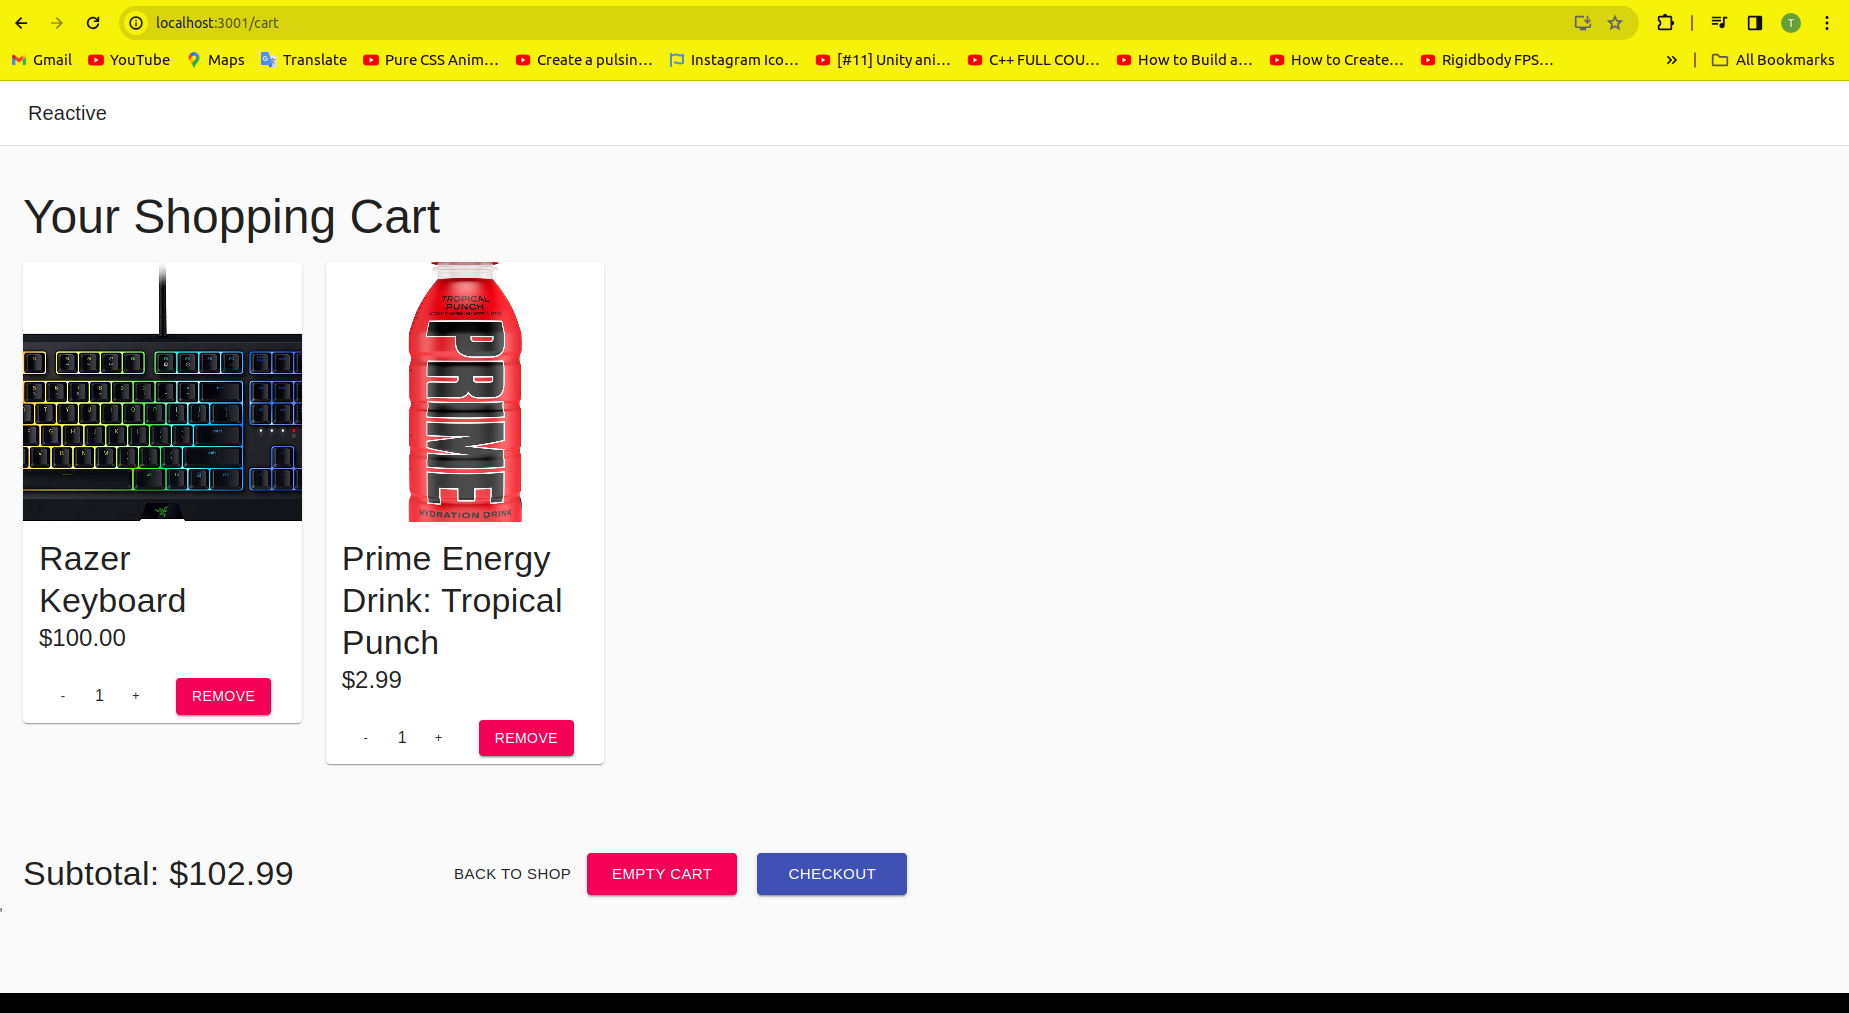 localhost:3001/cart
T
Gmail YouTube Maps Translate Pure CSS Anim… Create a pulsin… Instagram Ico… [#11] Unity ani… C++ FULL COU… How to Build a… How to Create… Rigidbody FPS… » All Bookmarks
Reactive
Your Shopping Cart
TROPICAL
PUNCH
PRIME
HYDRATION DRINK
Razer
Keyboard
$100.00
- 1 + REMOVE
Prime Energy
Drink: Tropical
Punch
$2.99
- 1 + REMOVE
Subtotal: $102.99 BACK TO SHOP EMPTY CART CHECKOUT